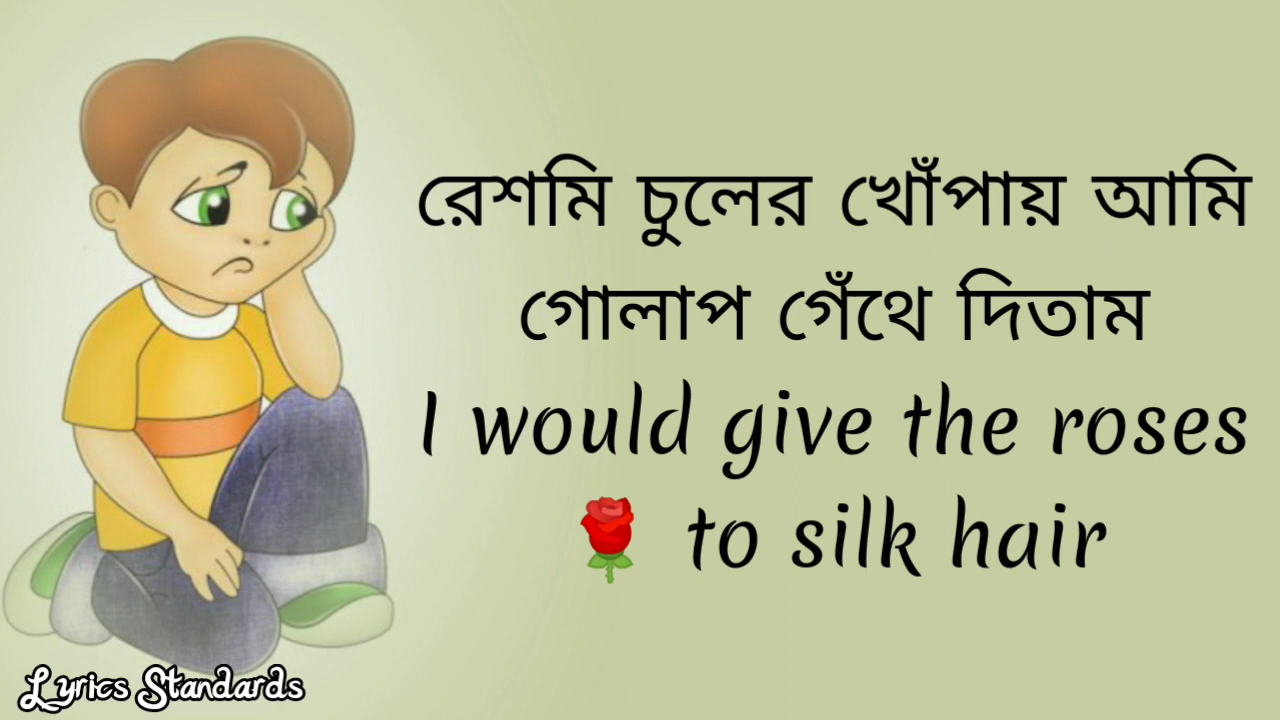 রেশমি চুলের খোঁপায় আমি
গোলাপ গেঁথে দিতাম
I would give the roses
🌹 to silk hair
Lyrics Standards